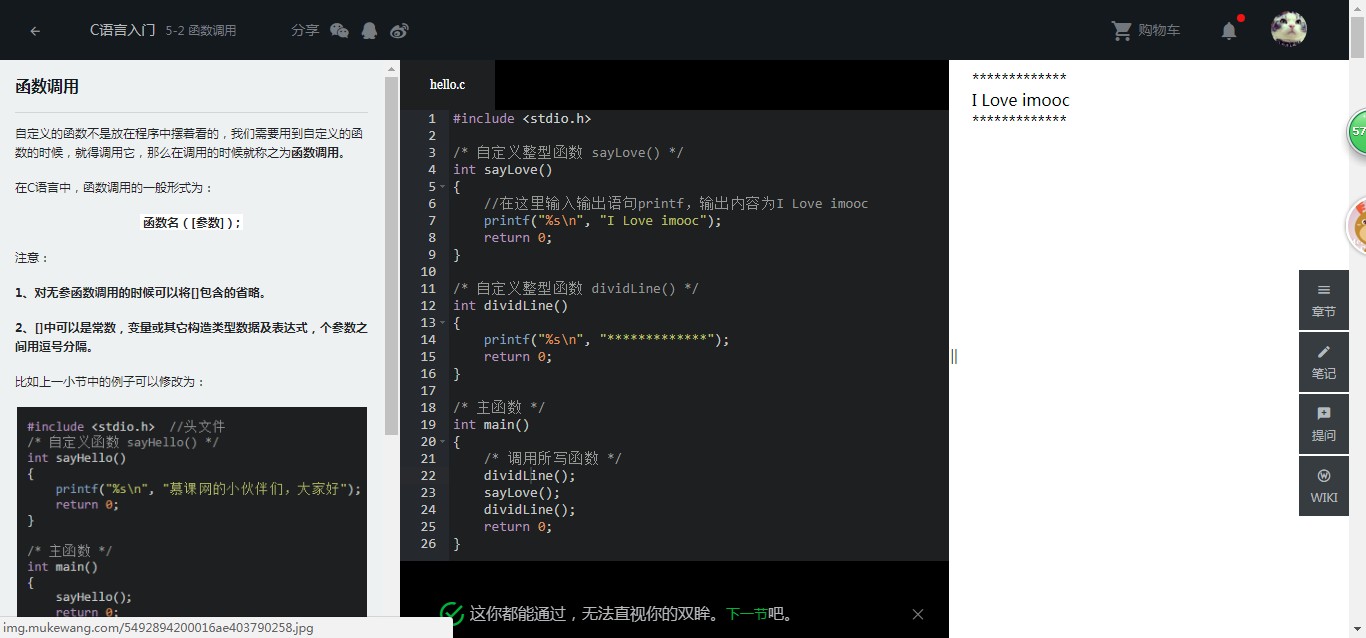 C语言入门 5-2 函数调用 分享 购物车
函数调用
自定义的函数不是放在程序中摆着看的，我们需要用到自定义的函
数的时候，就得调用它，那么在调用的时候就称之为函数调用。
在C语言中，函数调用的一般形式为：
函数名（[参数]）；
注意：
1、对无参函数调用的时候可以将[]包含的省略。
2、[]中可以是常数，变量或其它构造类型数据及表达式，个参数之
间用逗号分隔。
比如上一小节中的例子可以修改为：
#include <stdio.h>  //头文件
/* 自定义函数 sayHello() */
int sayHello()
{
    printf("%s\n", "慕课网的小伙伴们，大家好");
    return 0;
}
/* 主函数 */
int main()
{
    sayHello();
    return 0;
img.mukewang.com/5492894200016ae403790258.jpg
hello.c
1 #include <stdio.h>
2
3 /* 自定义整型函数 sayLove() */
4 int sayLove()
5 {
6     //在这里输入输出语句printf，输出内容为I Love imooc
7     printf("%s\n", "I Love imooc");
8     return 0;
9 }
10
11 /* 自定义整型函数 dividLine() */
12 int dividLine()
13 {
14     printf("%s\n", "*************");
15     return 0;
16 }
17
18 /* 主函数 */
19 int main()
20 {
21     /* 调用所写函数 */
22     dividLine();
23     sayLove();
24     dividLine();
25     return 0;
26 }
这你都能通过，无法直视你的双眸。下一节吧。
*************
I Love imooc
*************
57
章节
笔记
提问
WIKI